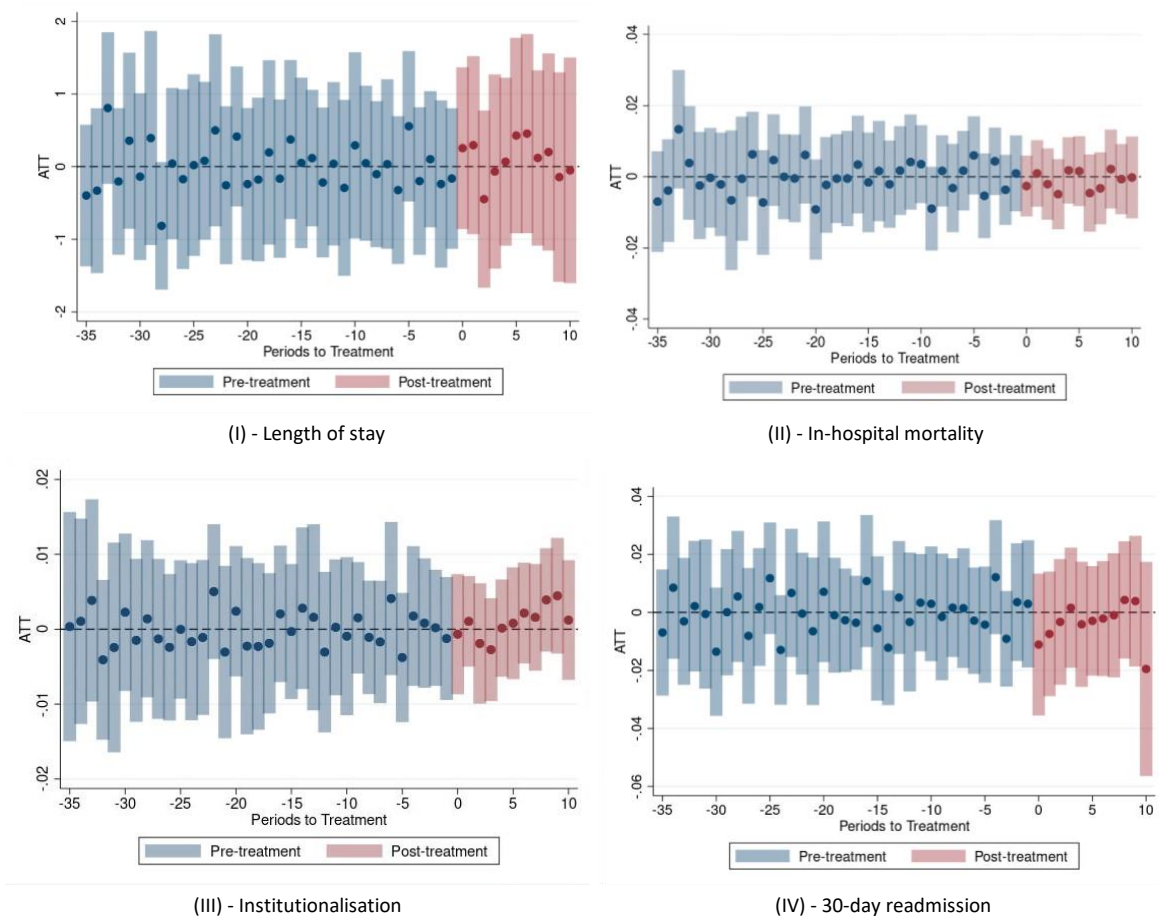 2
1
0
-1
-2
ATT
-35 -30 -25 -20 -15 -10 -5 0 5 10
Periods to Treatment
Pre-treatment Post-treatment
(I) - Length of stay
.04
.02
0
-.02
-.04
ATT
-35 -30 -25 -20 -15 -10 -5 0 5 10
Periods to Treatment
Pre-treatment Post-treatment
(II) - In-hospital mortality
.02
.01
0
-.01
-.02
ATT
-35 -30 -25 -20 -15 -10 -5 0 5 10
Periods to Treatment
Pre-treatment Post-treatment
(III) - Institutionalisation
.04
.02
0
-.02
-.04
-.06
ATT
-35 -30 -25 -20 -15 -10 -5 0 5 10
Periods to Treatment
Pre-treatment Post-treatment
(IV) - 30-day readmission